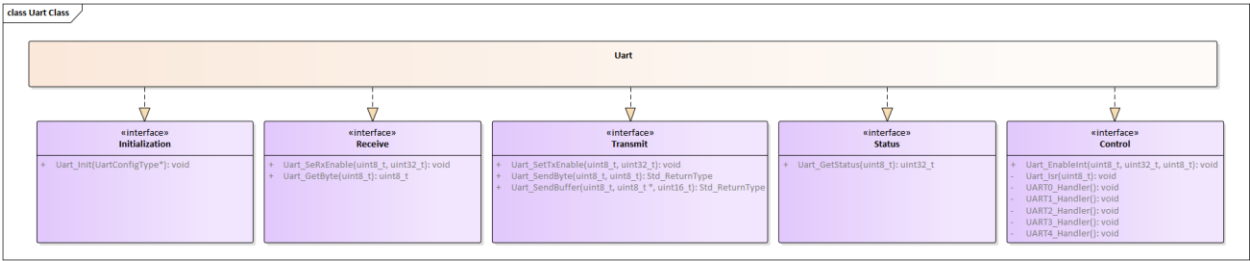 class Uart Class
Uart
«interface»
Initialization
+ Uart_Init(UartConfigType*): void
«interface»
Receive
+ Uart_SeRxEnable(uint8_t, uint32_t): void
+ Uart_GetByte(uint8_t): uint8_t
«interface»
Transmit
+ Uart_SetTxEnable(uint8_t, uint32_t): void
+ Uart_SendByte(uint8_t, uint8_t): Std_ReturnType
+ Uart_SendBuffer(uint8_t, uint8_t *, uint16_t): Std_ReturnType
«interface»
Status
+ Uart_GetStatus(uint8_t): uint32_t
«interface»
Control
+ Uart_EnableInt(uint8_t, uint32_t, uint8_t): void
- Uart_Isr(uint8_t): void
- UART0_Handler(): void
- UART1_Handler(): void
- UART2_Handler(): void
- UART3_Handler(): void
- UART4_Handler(): void